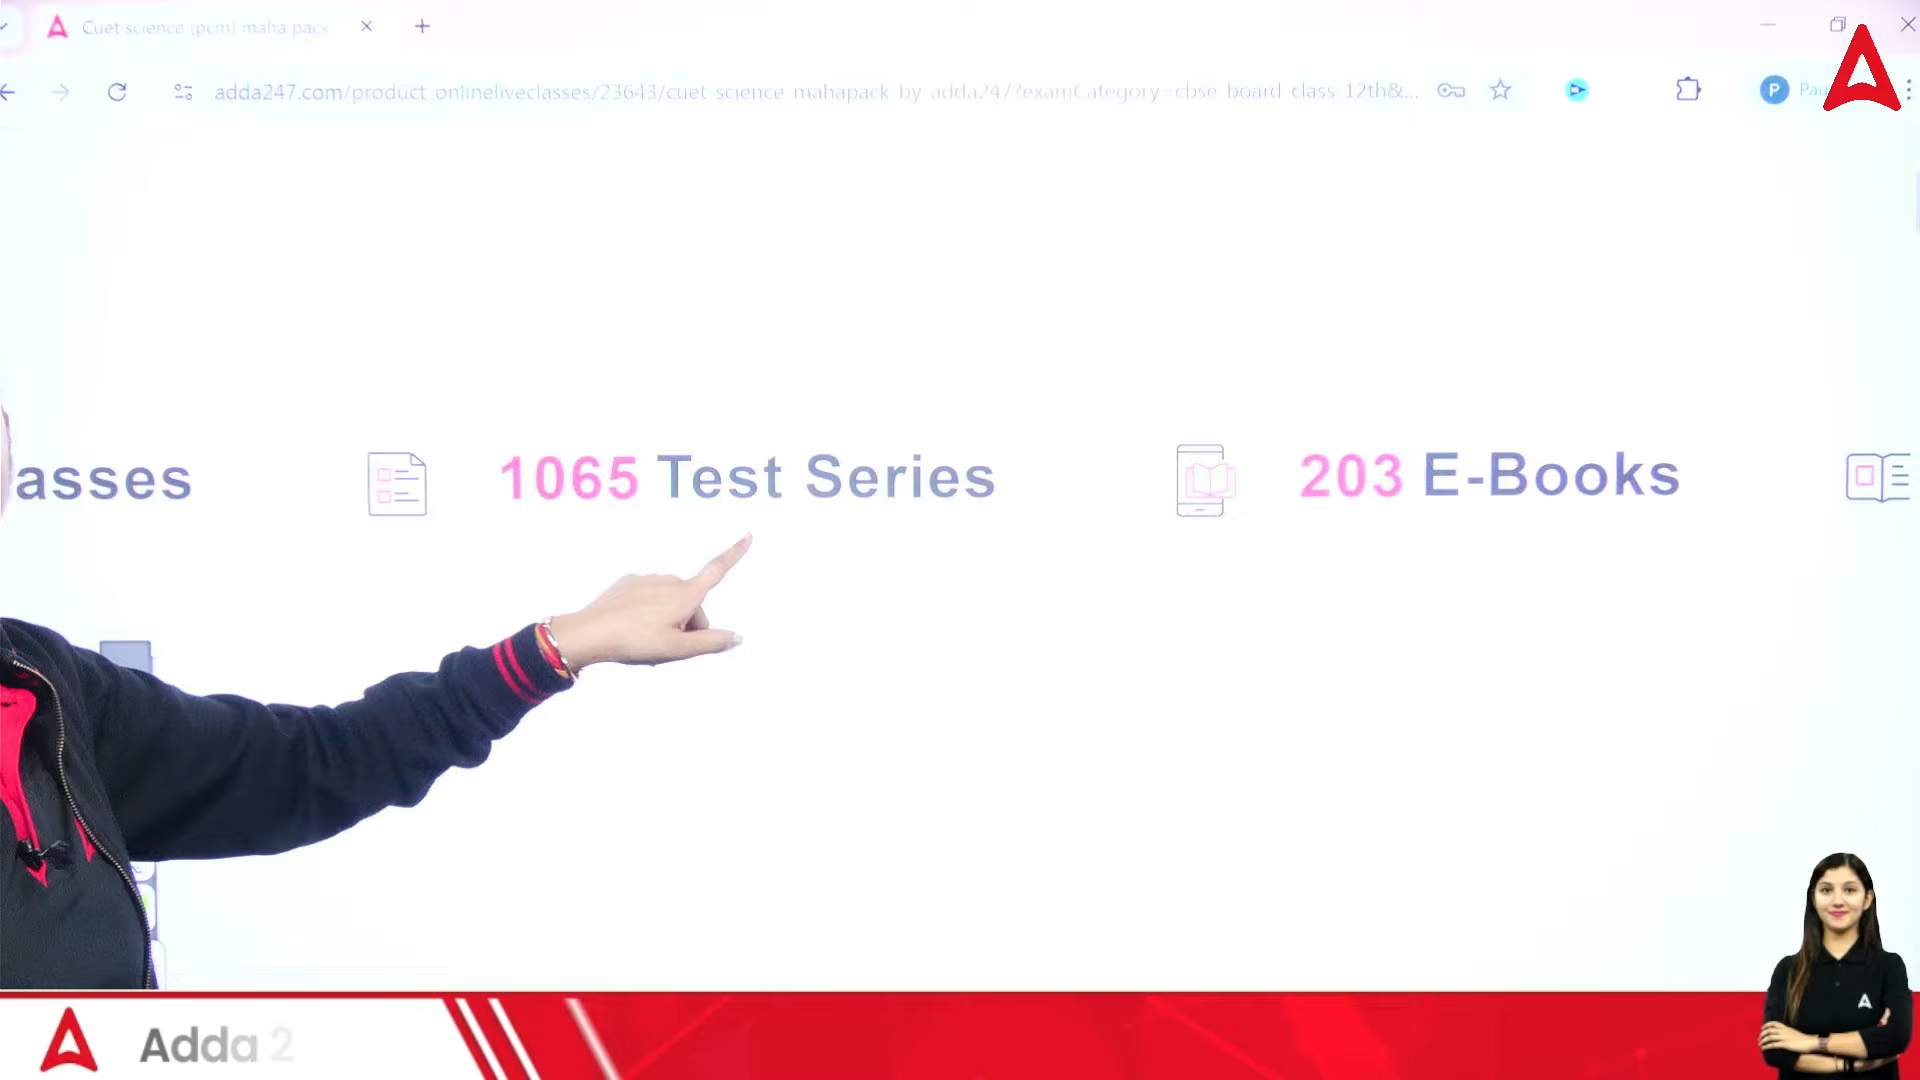 Cuet science (pcm) maha pack
adda247.com/product-onlineliveclasses/23643/cuet-science-mahapack-by-adda247?examCategory=cbse-board-class-12th&...
P Pau
asses
1065 Test Series
203 E-Books
Adda 2